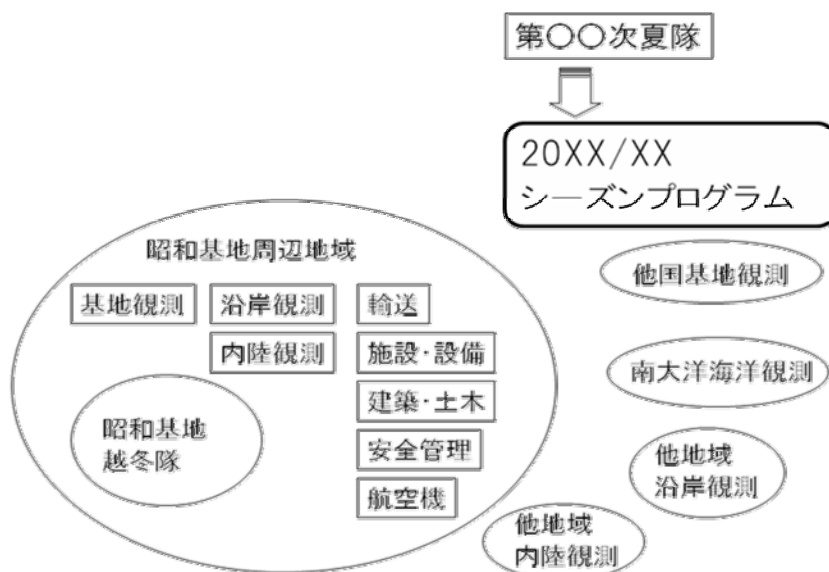 第〇〇次夏隊
20XX/XX
シーズンプログラム
昭和基地周辺地域
基地観測
沿岸観測
輸送
内陸観測
施設・設備
建築・土木
安全管理
航空機
昭和基地
越冬隊
他国基地観測
南大洋海洋観測
他地域
沿岸観測
他地域
内陸観測